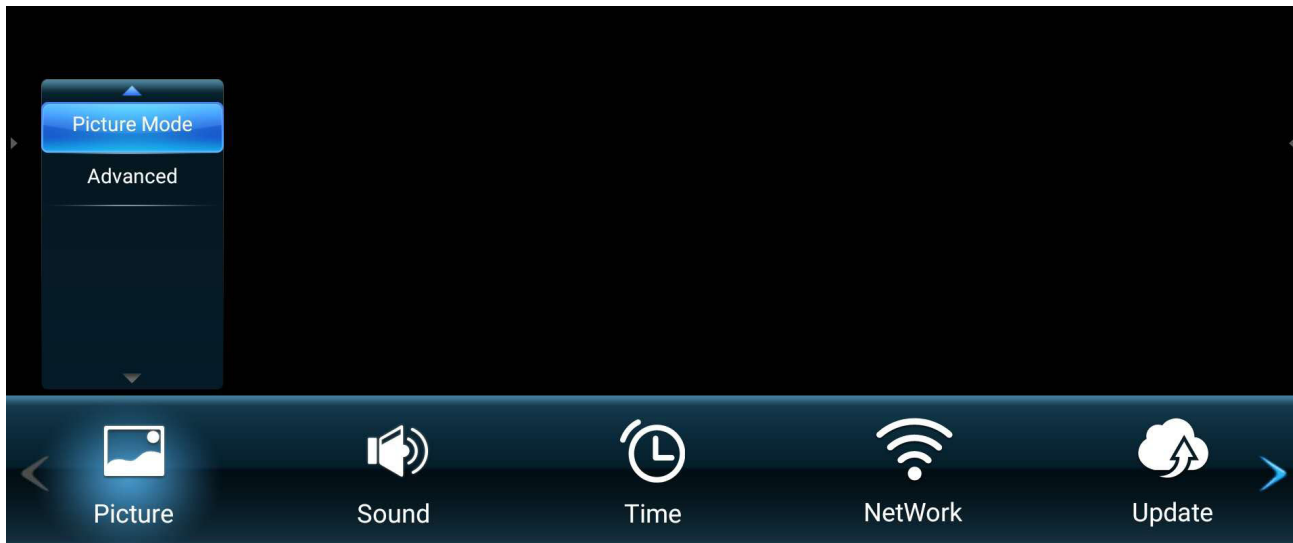 Picture Mode
Advanced
Picture
Sound
Time
NetWork
Update